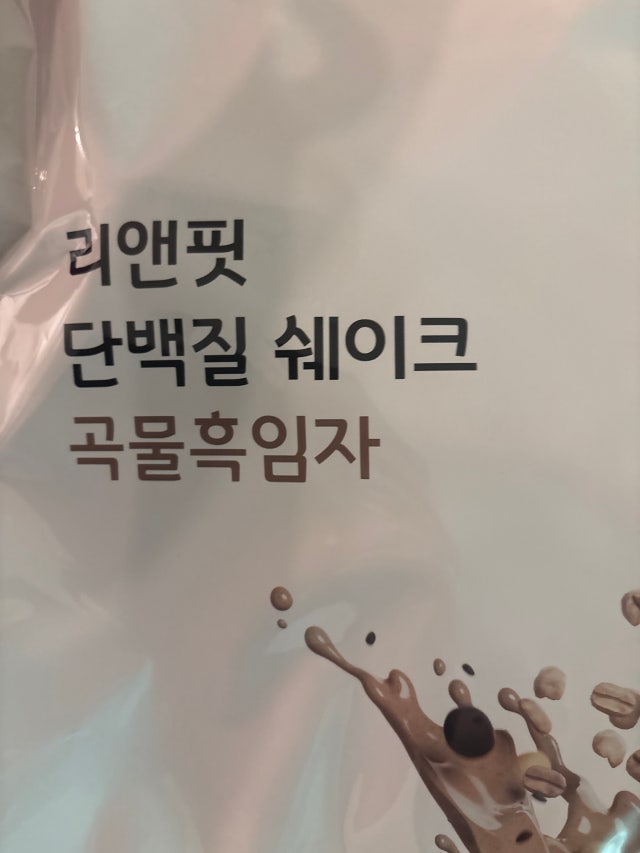 리앤핏
단백질 쉐이크
곡물흑임자